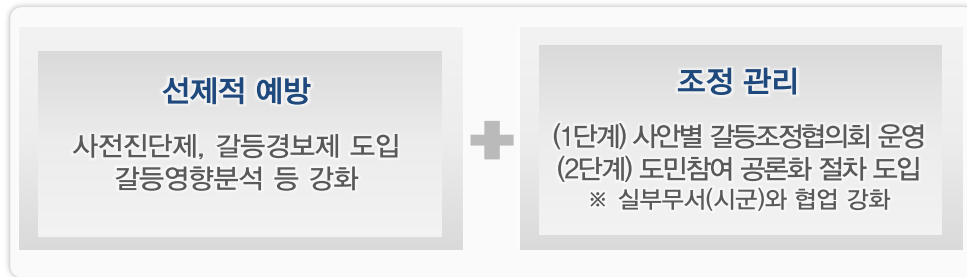 선제적 예방
사전진단제, 갈등경보제 도입
갈등영향분석 등 강화
조정 관리
(1단계) 사안별 갈등조정협의회 운영
(2단계) 도민참여 공론화 절차 도입
※ 실부무서(시군)와 협업 강화